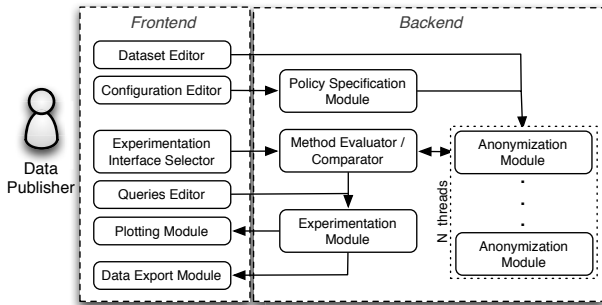 Frontend
Backend
Dataset Editor
Configuration Editor
Policy Specification
Module
Experimentation
Interface Selector
Method Evaluator /
Comparator
Anonymization
Module
Data
Publisher
Queries Editor
N threads
Plotting Module
Experimentation
Module
Anonymization
Module
Data Export Module